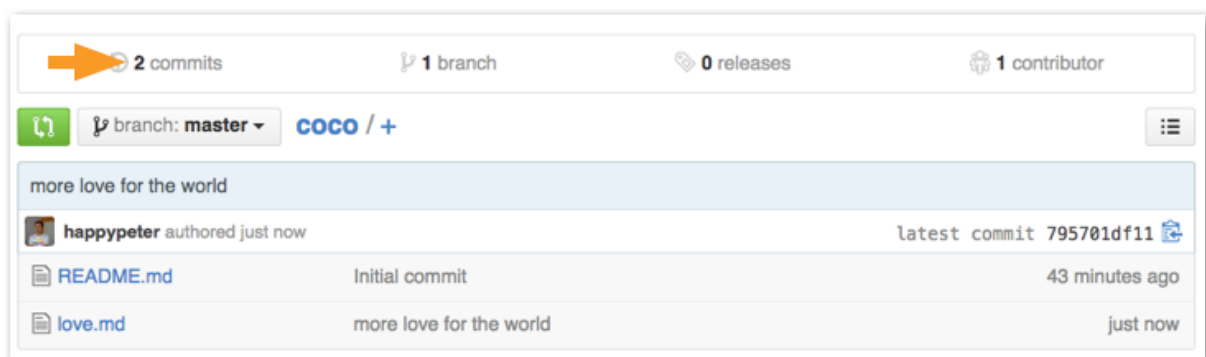 2 commits 1 branch 0 releases 1 contributor
branch: master coco / +
more love for the world
happypeter authored just now latest commit 795701df11
README.md Initial commit 43 minutes ago
love.md more love for the world just now